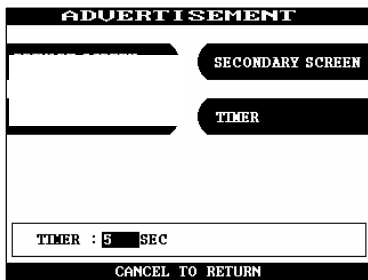 ADVERTISEMENT
SECONDARY SCREEN
TIMER
TIMER : 5 SEC
CANCEL TO RETURN